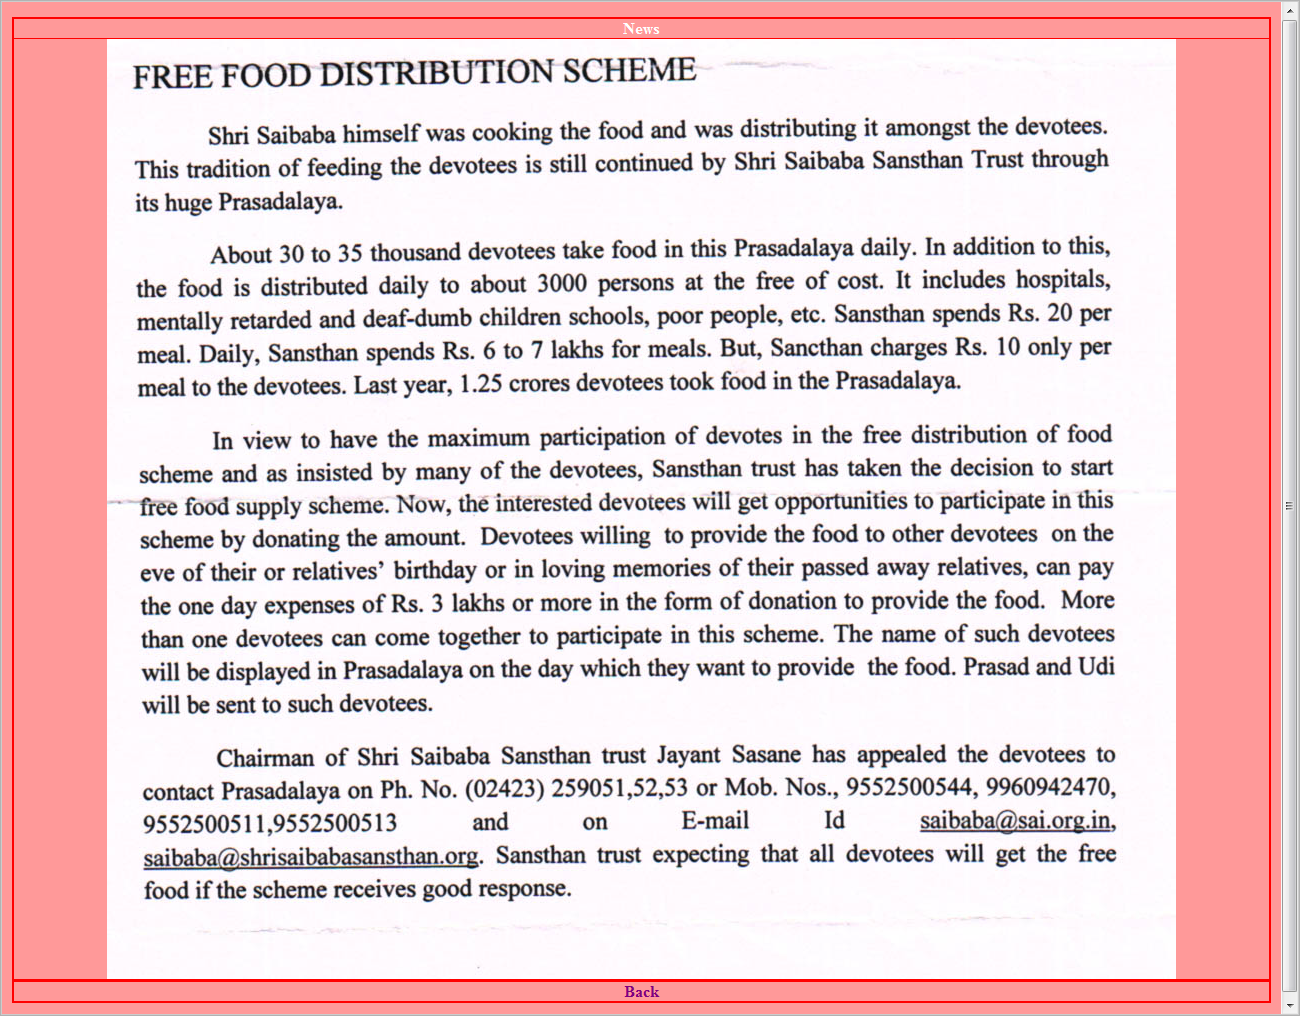 News
FREE FOOD DISTRIBUTION SCHEME
Shri Saibaba himself was cooking the food and was distributing it amongst the devotees.
This tradition of feeding the devotees is still continued by Shri Saibaba Sansthan Trust through
its huge Prasadalaya.
About 30 to 35 thousand devotees take food in this Prasadalaya daily. In addition to this,
the food is distributed daily to about 3000 persons at the free of cost. It includes hospitals,
mentally retarded and deaf-dumb children schools, poor people, etc. Sansthan spends Rs. 20 per
meal. Daily, Sansthan spends Rs. 6 to 7 lakhs for meals. But, Sancthan charges Rs. 10 only per
meal to the devotees. Last year, 1.25 crores devotees took food in the Prasadalaya.
In view to have the maximum participation of devotes in the free distribution of food
scheme and as insisted by many of the devotees, Sansthan trust has taken the decision to start
free food supply scheme. Now, the interested devotees will get opportunities to participate in this
scheme by donating the amount.  Devotees willing  to provide the food to other devotees  on the
eve of their or relatives’ birthday or in loving memories of their passed away relatives, can pay
the one day expenses of Rs. 3 lakhs or more in the form of donation to provide the food.  More
than one devotees can come together to participate in this scheme. The name of such devotees
will be displayed in Prasadalaya on the day which they want to provide  the food. Prasad and Udi
will be sent to such devotees.
Chairman of Shri Saibaba Sansthan trust Jayant Sasane has appealed the devotees to
contact Prasadalaya on Ph. No. (02423) 259051,52,53 or Mob. Nos., 9552500544, 9960942470,
9552500511,9552500513 and on E-mail Id saibaba@sai.org.in,
saibaba@shrisaibabasansthan.org. Sansthan trust expecting that all devotees will get the free
food if the scheme receives good response.
Back